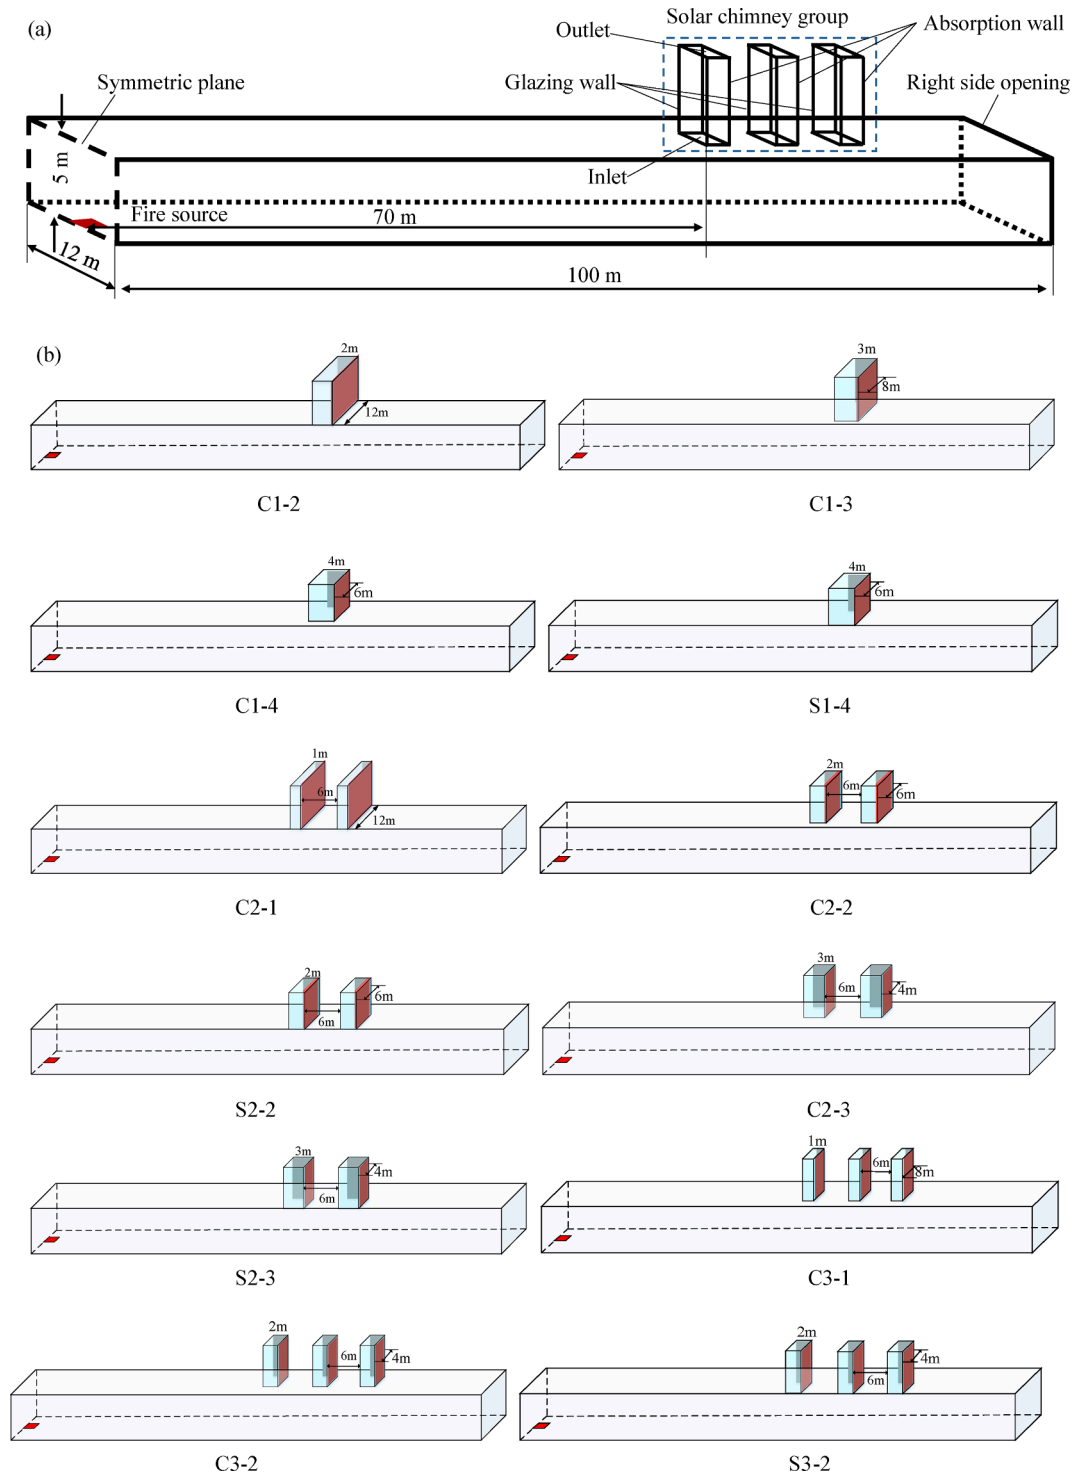 (a)
Solar chimney group
Outlet
Absorption wall
Symmetric plane
Glazing wall
Right side opening
5 m
Inlet
Fire source
70 m
12 m
100 m
(b)
2m
12m
C1-2
3m
8m
C1-3
4m
6m
C1-4
4m
6m
S1-4
1m
6m
12m
C2-1
2m
6m
6m
C2-2
2m
6m
6m
S2-2
3m
6m
4m
C2-3
3m
4m
6m
S2-3
1m
6m
8m
C3-1
2m
6m
4m
C3-2
2m
4m
6m
S3-2